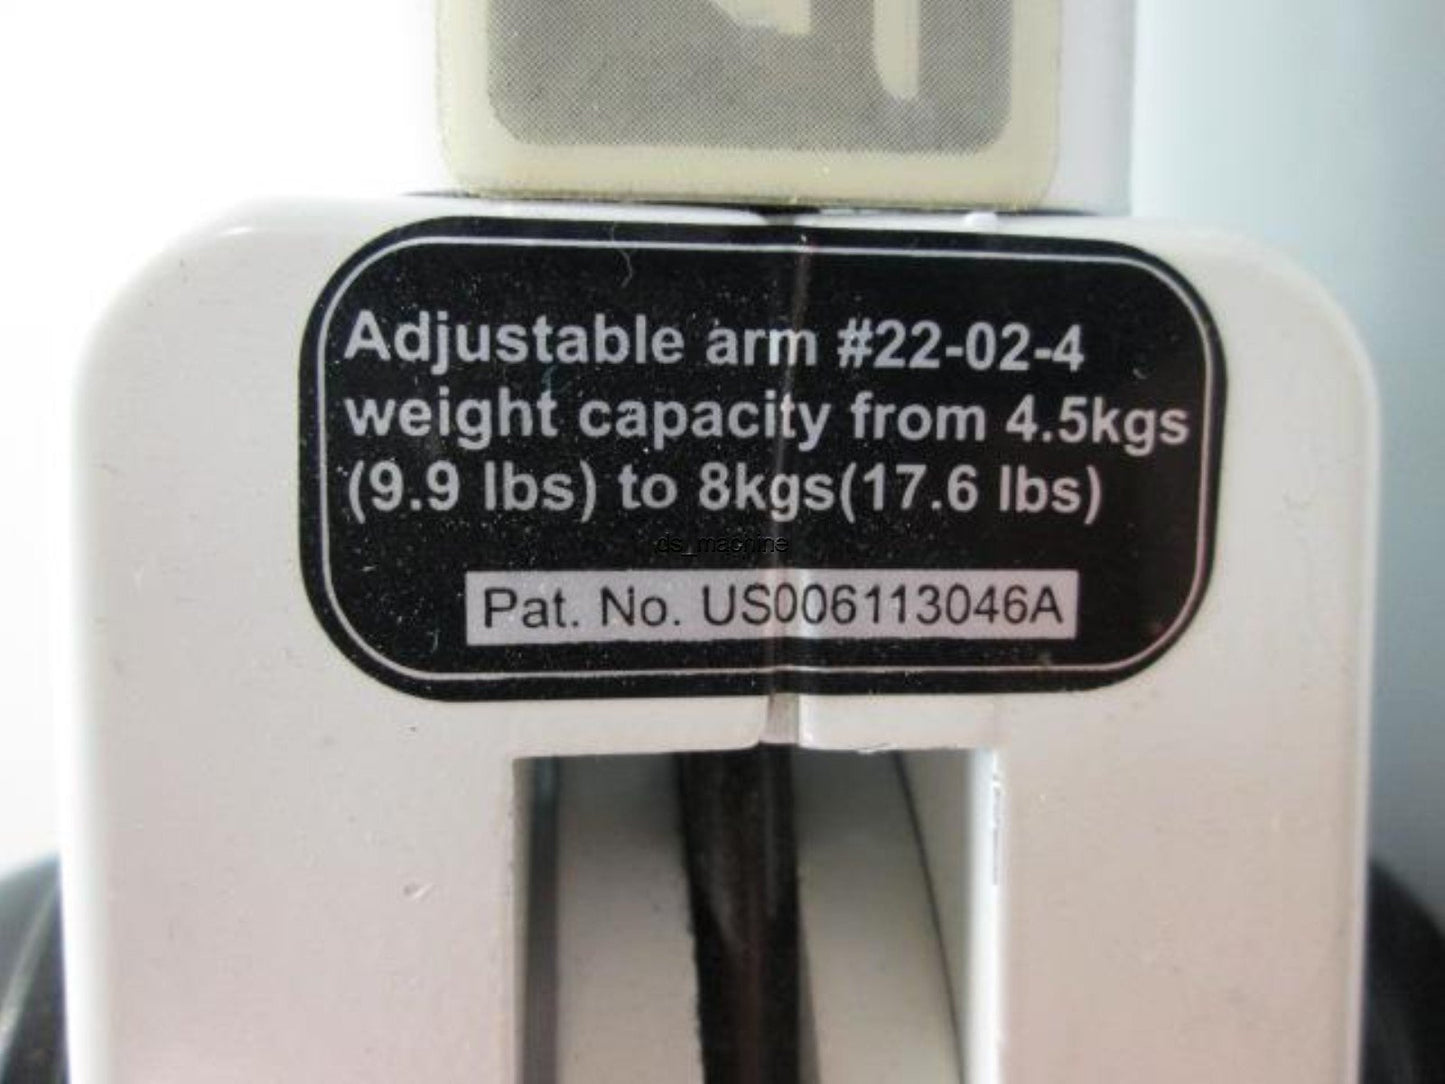 Adjustable arm #22-02-4
weight capacity from 4.5kgs
(9.9 lbs) to 8kgs(17.6 lbs)
ds_machine
Pat. No. US006113046A